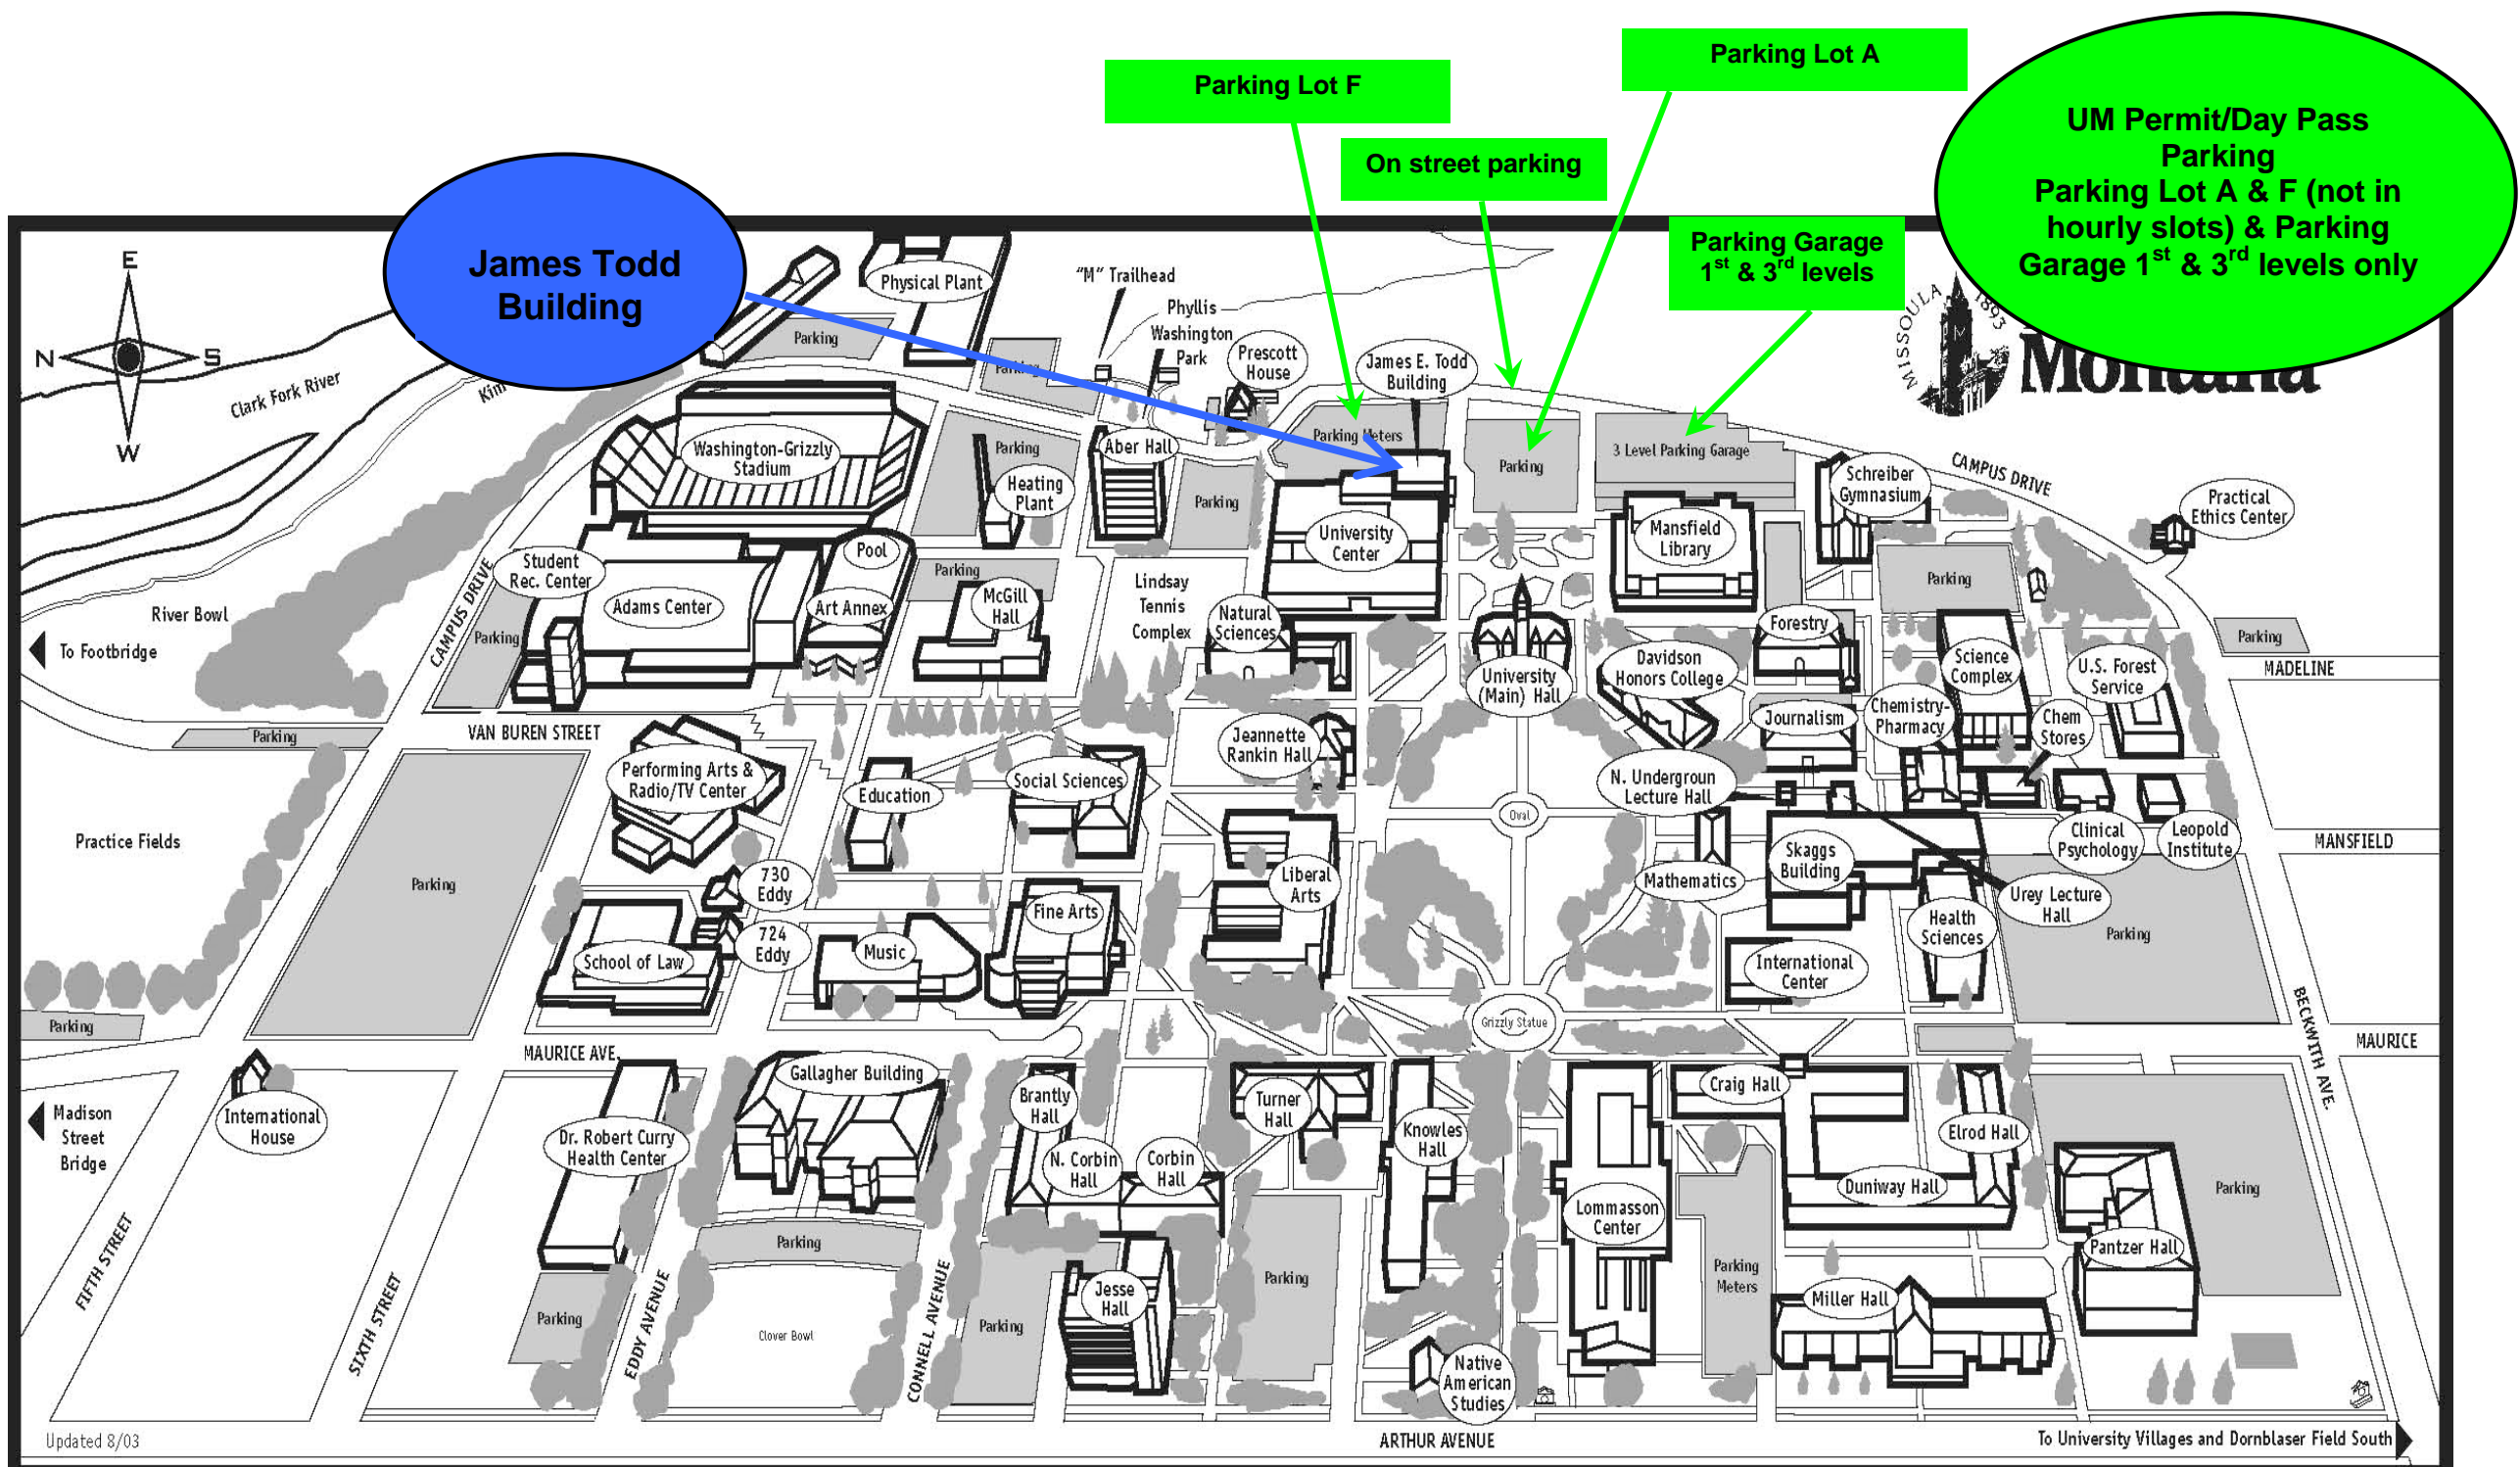 Parking Lot A
Parking Lot F
UM Permit/Day Pass
Parking
Parking Lot A & F (not in
hourly slots) & Parking
Garage 1st & 3rd levels only
On street parking
Parking Garage
1st & 3rd levels
James Todd
Building
E
N
S
W
Physical Plant
"M" Trailhead
Phyllis
Washington
Park
Prescott
House
James E. Todd
Building
MISSOULA
1893
Montana
Clark Fork River
Kim
Parking
Parking
Washington-Grizzly
Stadium
Parking
Heating
Plant
Aber Hall
Parking
Parking Meters
Parking
3 Level Parking Garage
Schreiber
Gymnasium
CAMPUS DRIVE
Practical
Ethics Center
University
Center
Mansfield
Library
Pool
Student
Rec. Center
Adams Center
Art Annex
Parking
McGill
Hall
Lindsay
Tennis
Complex
Natural
Sciences
Parking
River Bowl
CAMPUS DRIVE
Parking
To Footbridge
Forestry
Davidson
Honors College
University
(Main) Hall
Science
Complex
U.S. Forest
Service
Parking
MADELINE
Parking
VAN BUREN STREET
Jeannette
Rankin Hall
Journalism
Chemistry-
Pharmacy
Chem
Stores
Performing Arts &
Radio/TV Center
Education
Social Sciences
N. Undergroun
Lecture Hall
Oval
Practice Fields
Parking
730
Eddy
Liberal
Arts
Mathematics
Skaggs
Building
Clinical
Psychology
Leopold
Institute
MANSFIELD
Urey Lecture
Hall
Fine Arts
724
Eddy
School of Law
Music
Health
Sciences
Parking
International
Center
Grizzly Statue
BECKWITH AVE.
Parking
MAURICE AVE.
MAURICE
Gallagher Building
Brantly
Hall
Turner
Hall
Craig Hall
Madison
Street
Bridge
International
House
Dr. Robert Curry
Health Center
Knowles
Hall
Elrod Hall
N. Corbin
Hall
Corbin
Hall
Lommasson
Center
Duniway Hall
Parking
Parking
Pantzer Hall
FIFTH STREET
SIXTH STREET
EDDY AVENUE
CONNELL AVENUE
Parking
Jesse
Hall
Parking
Parking
Meters
Miller Hall
Parking
Clover Bowl
Native
American
Studies
Updated 8/03
ARTHUR AVENUE
To University Villages and Dornblaser Field South